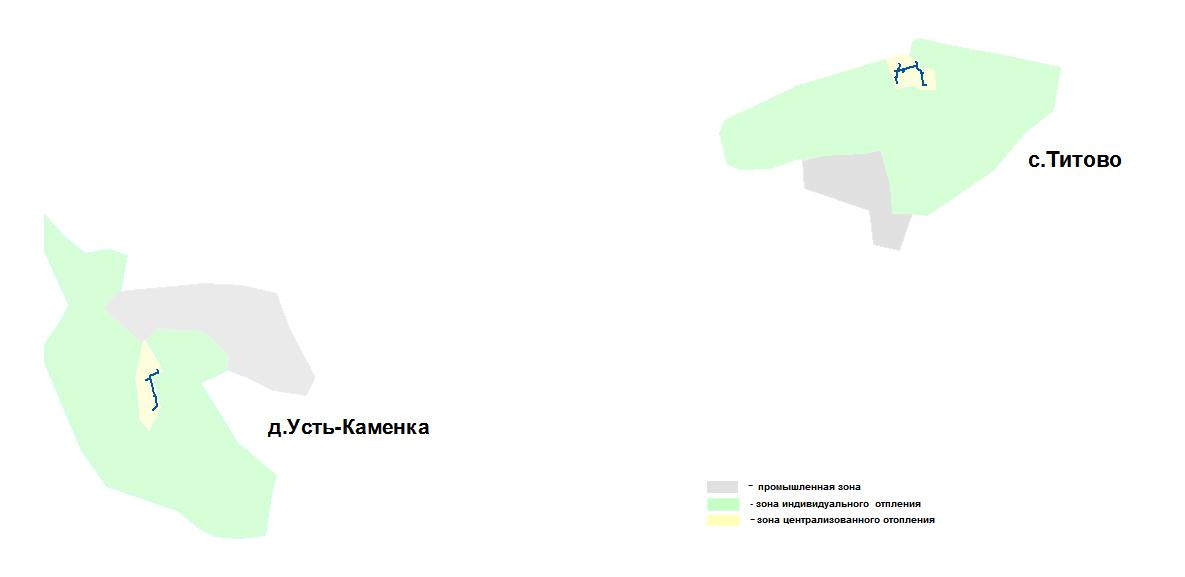 с.Титово
д.Усть-Каменка
– промышленная зона
- зона индивидуального отпления
– зона централизованного отопления